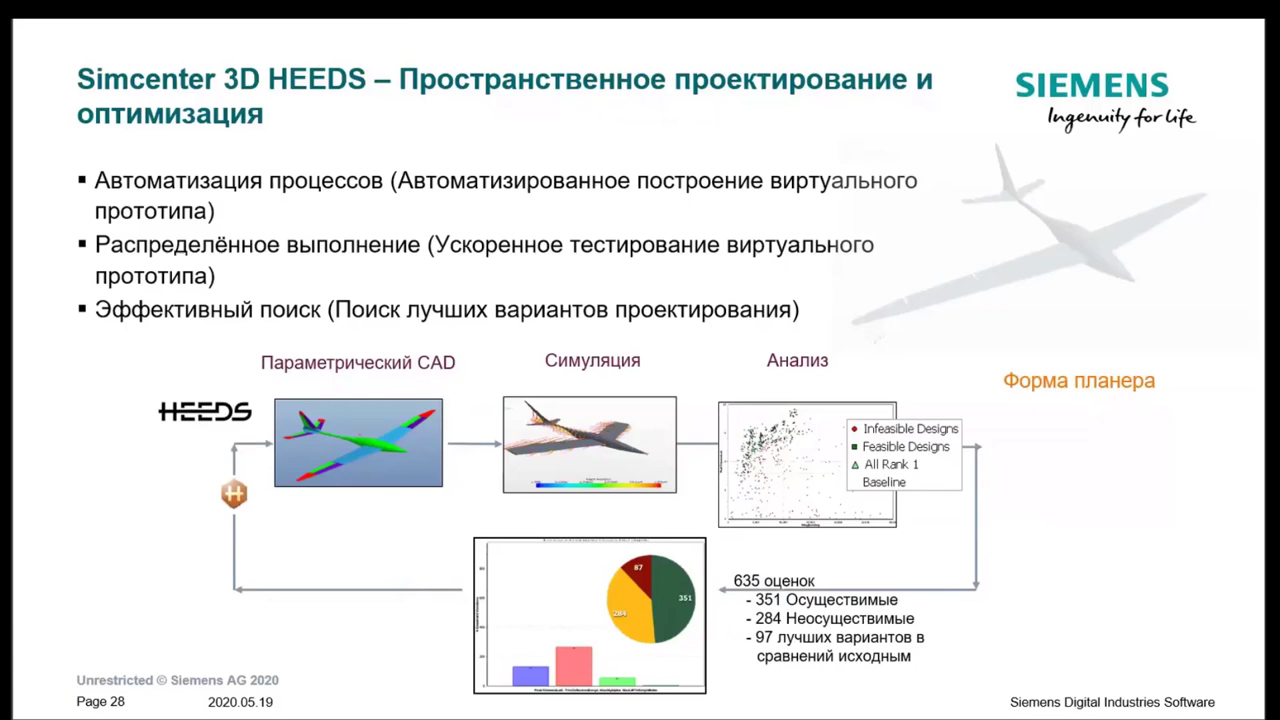 Simcenter 3D HEEDS – Пространственное проектирование и
оптимизация
SIEMENS
Ingenuity for life
▪ Автоматизация процессов (Автоматизированное построение виртуального
прототипа)
▪ Распределённое выполнение (Ускоренное тестирование виртуального
прототипа)
▪ Эффективный поиск (Поиск лучших вариантов проектирования)
Параметрический CAD
Симуляция
Анализ
Форма планера
HEEDS
Infeasible Designs
Feasible Designs
All Rank 1
Baseline
87
351
284
635 оценок
- 351 Осуществимые
- 284 Неосуществимые
- 97 лучших вариантов в
сравнений исходным
Unrestricted © Siemens AG 2020
Page 28
2020.05.19
Siemens Digital Industries Software